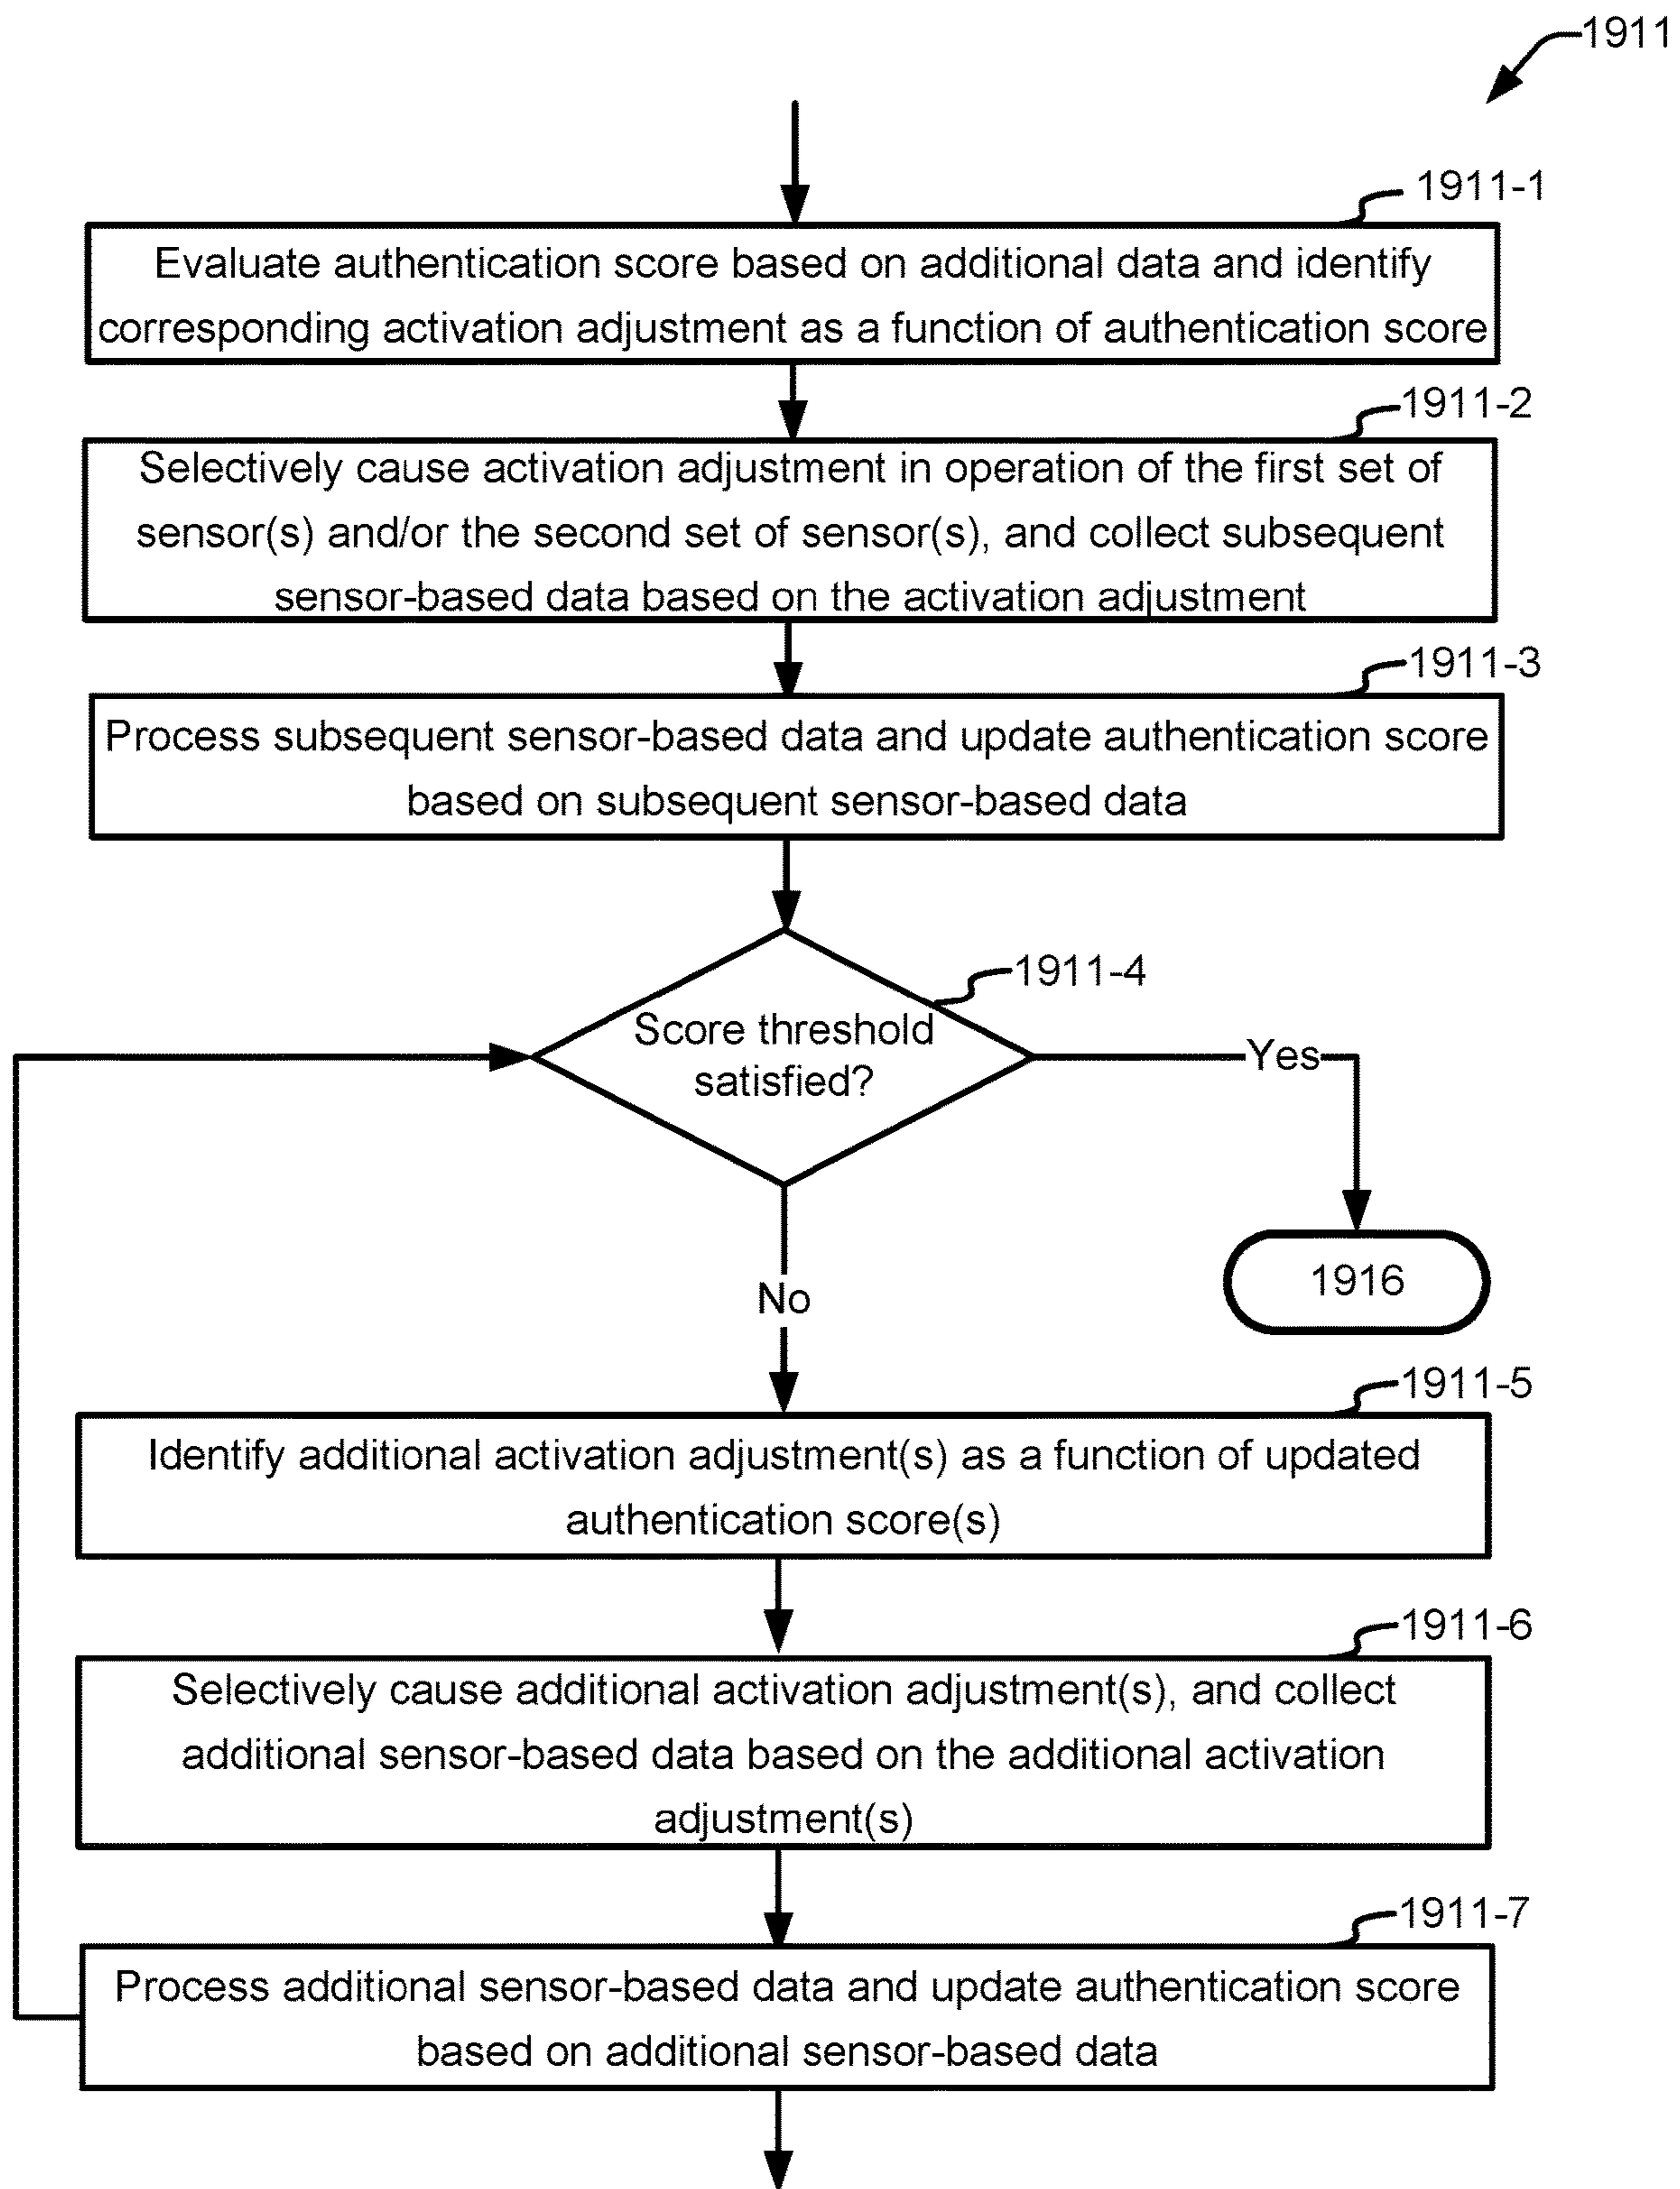 1911
1911-1
Evaluate authentication score based on additional data and identify
corresponding activation adjustment as a function of authentication score
1911-2
Selectively cause activation adjustment in operation of the first set of
sensor(s) and/or the second set of sensor(s), and collect subsequent
sensor-based data based on the activation adjustment
1911-3
Process subsequent sensor-based data and update authentication score
based on subsequent sensor-based data
1911-4
Score threshold
satisfied?
Yes
1916
No
1911-5
Identify additional activation adjustment(s) as a function of updated
authentication score(s)
1911-6
Selectively cause additional activation adjustment(s), and collect
additional sensor-based data based on the additional activation
adjustment(s)
1911-7
Process additional sensor-based data and update authentication score
based on additional sensor-based data